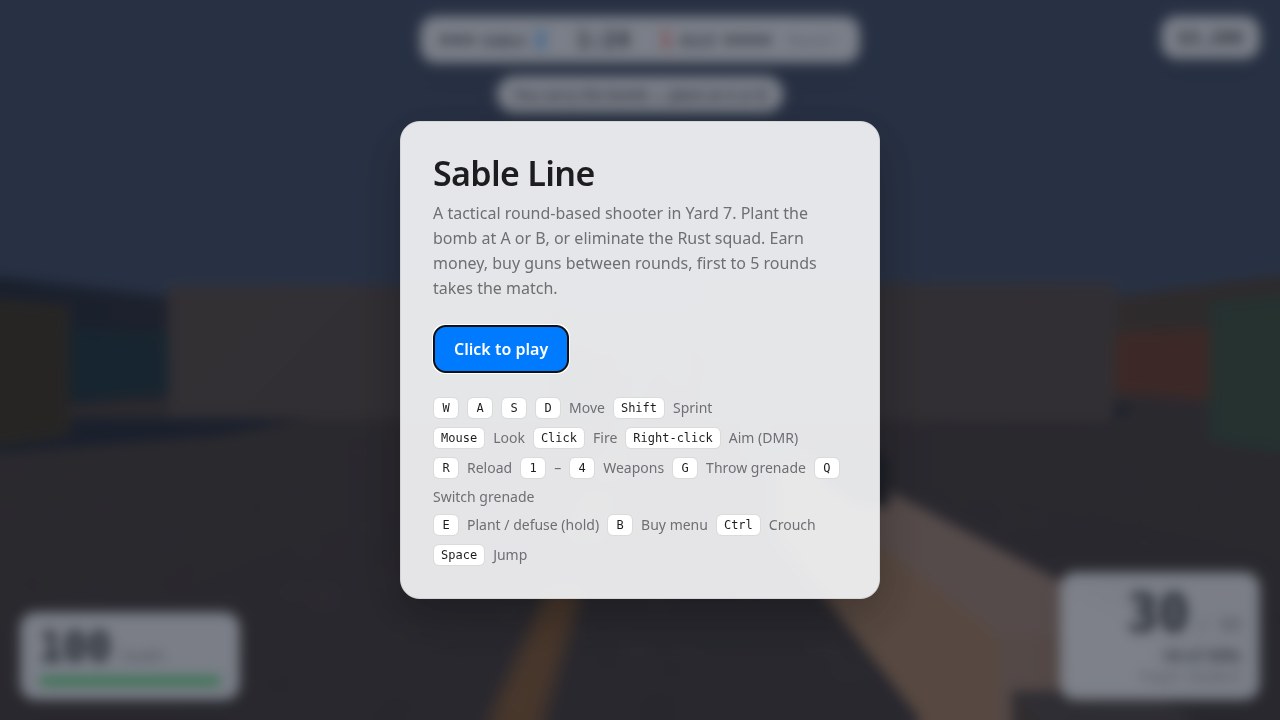 Sable Line
A tactical round-based shooter in Yard 7. Plant the
bomb at A or B, or eliminate the Rust squad. Earn
money, buy guns between rounds, first to 5 rounds
takes the match.
Click to play
W A S D Move Shift Sprint
Mouse Look Click Fire Right-click Aim (DMR)
R Reload 1 – 4 Weapons G Throw grenade Q
Switch grenade
E Plant / defuse (hold) B Buy menu Ctrl Crouch
Space Jump
100
30